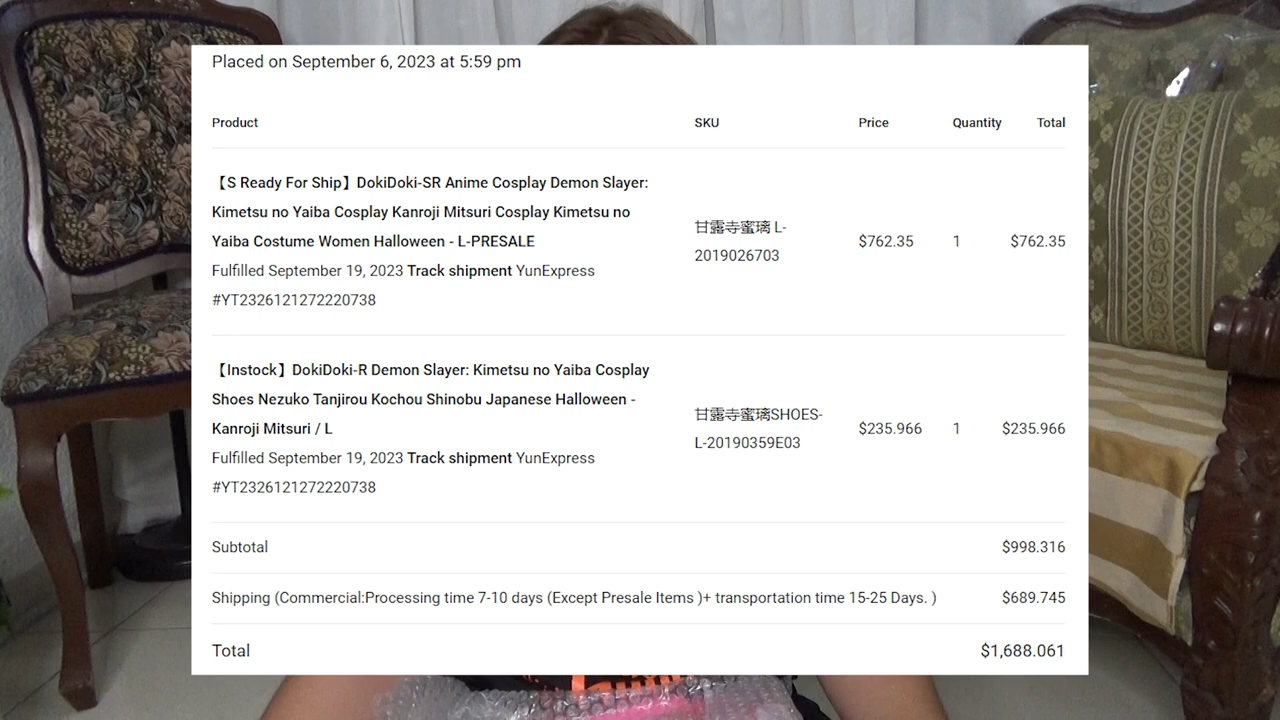 Placed on September 6, 2023 at 5:59 pm
Product SKU Price Quantity Total
【S Ready For Ship】DokiDoki-SR Anime Cosplay Demon Slayer:
Kimetsu no Yaiba Cosplay Kanroji Mitsuri Cosplay Kimetsu no
Yaiba Costume Women Halloween - L-PRESALE
Fulfilled September 19, 2023 Track shipment YunExpress
#YT2326121272220738
甘露寺蜜璃 L-
2019026703
$762.35 1 $762.35
【Instock】DokiDoki-R Demon Slayer: Kimetsu no Yaiba Cosplay
Shoes Nezuko Tanjirou Kochou Shinobu Japanese Halloween -
Kanroji Mitsuri / L
Fulfilled September 19, 2023 Track shipment YunExpress
#YT2326121272220738
甘露寺蜜璃SHOES-
L-20190359E03
$235.966 1 $235.966
Subtotal $998.316
Shipping (Commercial:Processing time 7-10 days (Except Presale Items )+ transportation time 15-25 Days. ) $689.745
Total $1,688.061